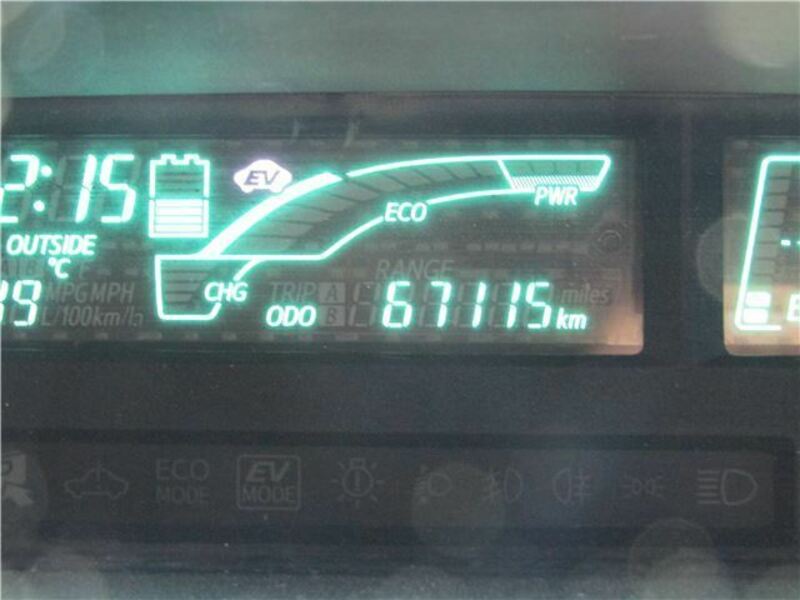 2:15
EV
ECO
PWR
OUTSIDE
°C
RANGE
MPG MPH
CHG
TRIP A
B
miles
L/100km/h
ODO
67115 km
E
ECO
MODE
EV
MODE